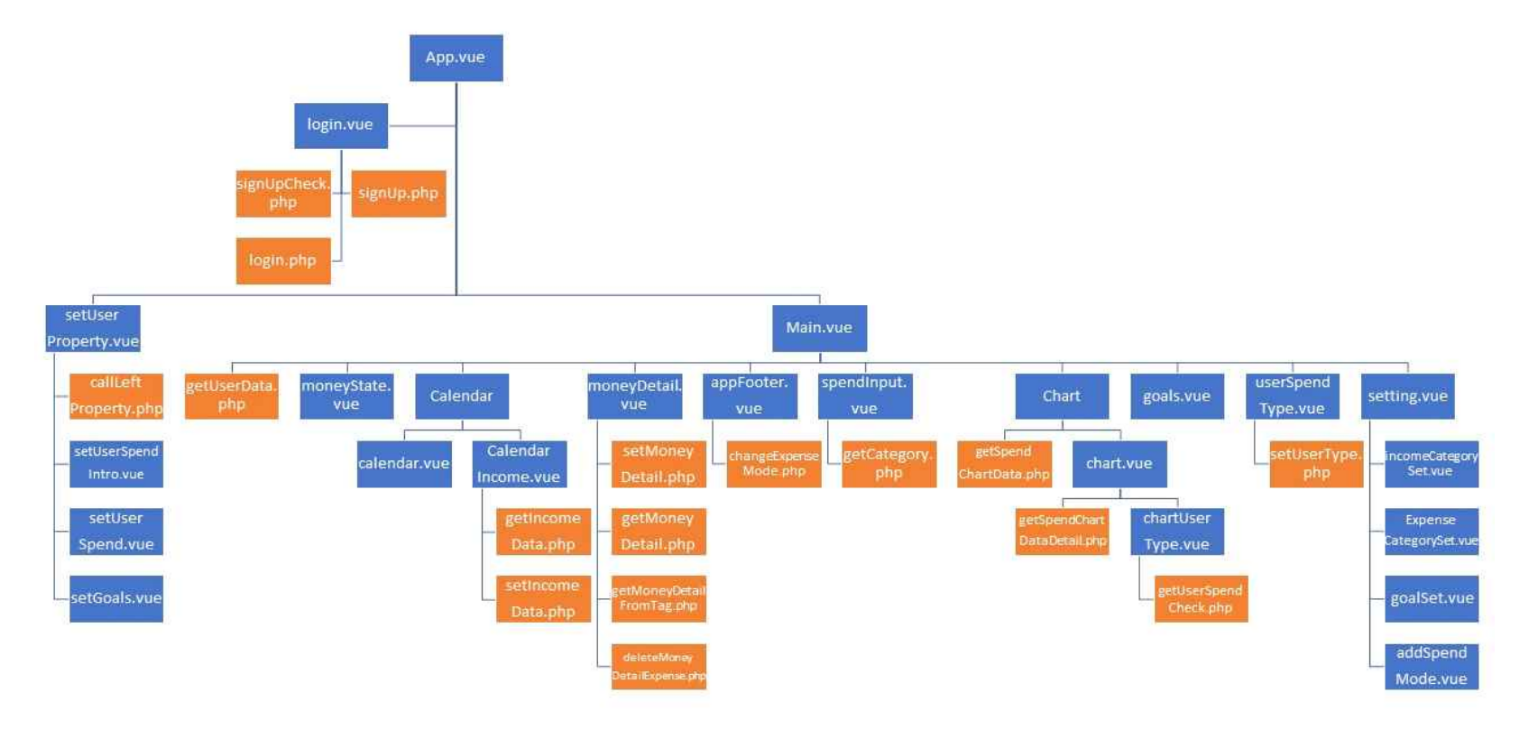 App.vue
login.vue
signUpCheck.
php
signUp.php
login.php
setUser
Property.vue
Main.vue
callLeft
Property.php
getUserData.
php
moneyState.
vue
Calendar
moneyDetail.
vue
appFooter.
vue
spendInput.
vue
Chart
goals.vue
userSpend
Type.vue
setting.vue
setUserSpend
Intro.vue
calendar.vue
Calendar
Income.vue
setMoney
Detail.php
changeExpense
Mode.php
getCategory.
php
getSpend
ChartData.php
chart.vue
setUserType.
php
incomeCategory
Set.vue
setUser
Spend.vue
getIncome
Data.php
getMoney
Detail.php
getSpendChart
DataDetail.php
chartUser
Type.vue
Expense
CategorySet.vue
setGoals.vue
setIncome
Data.php
getMoneyDetail
FromTag.php
getUserSpend
Check.php
goalSet.vue
deleteMoney
DetailExpense.php
addSpend
Mode.vue